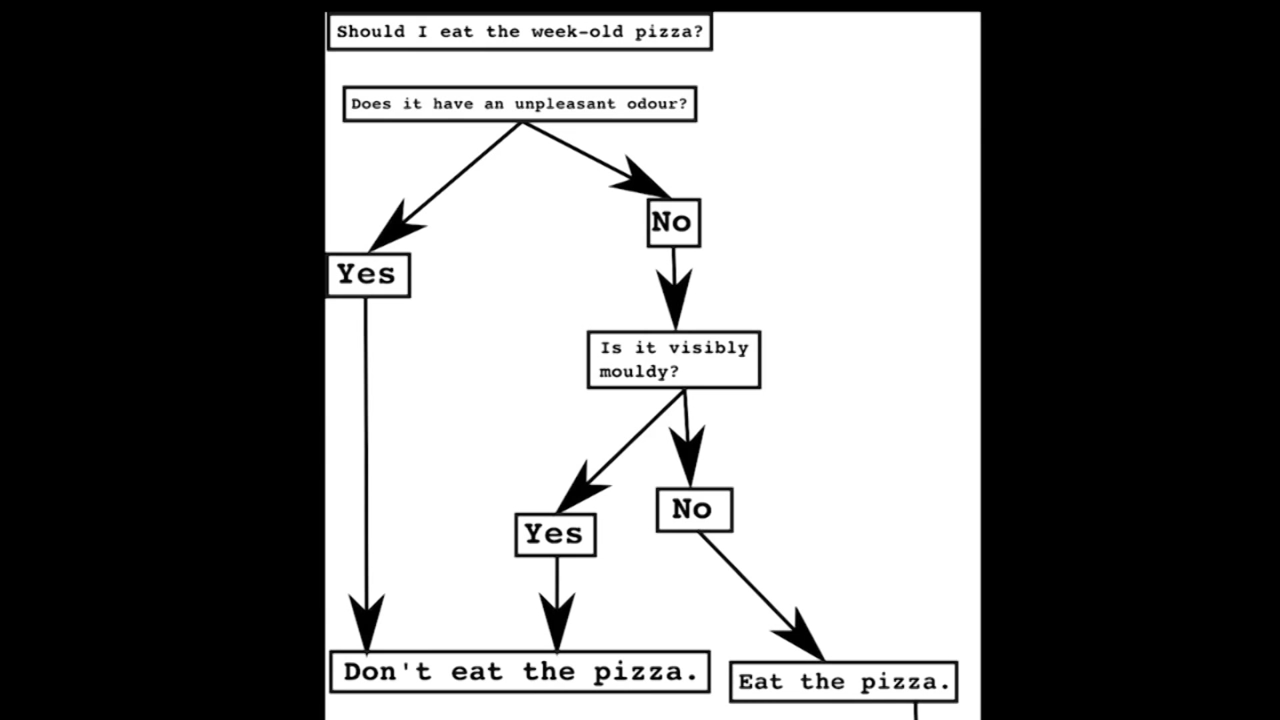 Should I eat the week-old pizza?
Does it have an unpleasant odour?
No
Yes
Is it visibly
mouldy?
No
Yes
Don't eat the pizza.
Eat the pizza.